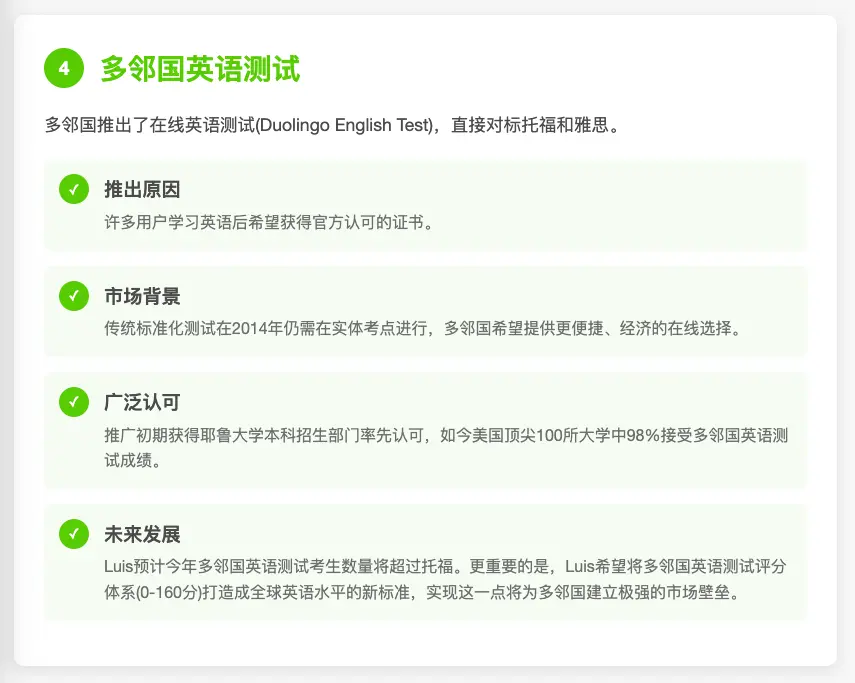 4 多邻国英语测试
多邻国推出了在线英语测试(Duolingo English Test)，直接对标托福和雅思。
✓ 推出原因
许多用户学习英语后希望获得官方认可的证书。
✓ 市场背景
传统标准化测试在2014年仍需在实体考点进行，多邻国希望提供更便捷、经济的在线选择。
✓ 广泛认可
推广初期获得耶鲁大学本科招生部门率先认可，如今美国顶尖100所大学中98%接受多邻国英语测
试成绩。
✓ 未来发展
Luis预计今年多邻国英语测试考生数量将超过托福。更重要的是，Luis希望将多邻国英语测试评分
体系(0-160分)打造成全球英语水平的新标准，实现这一点将为多邻国建立极强的市场壁垒。